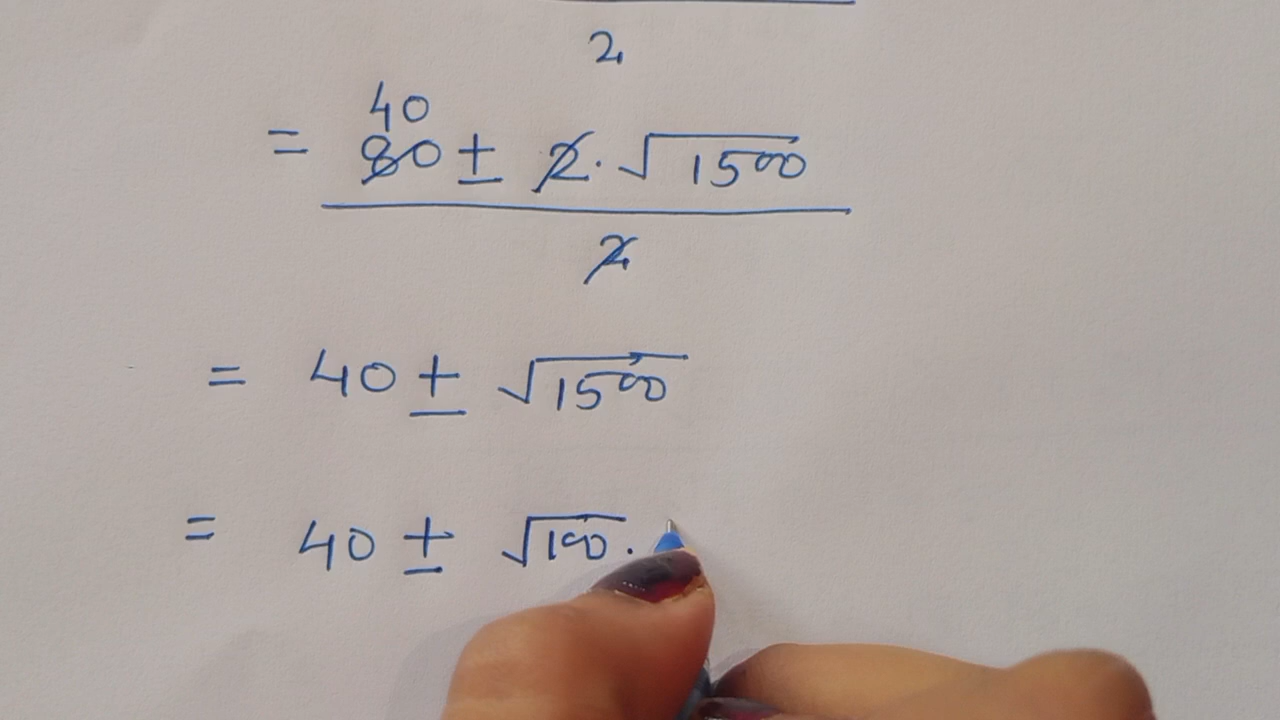 2
40
= 80 ± 2 · √1500
2
= 40 ± √1500
= 40 ± √100 ·